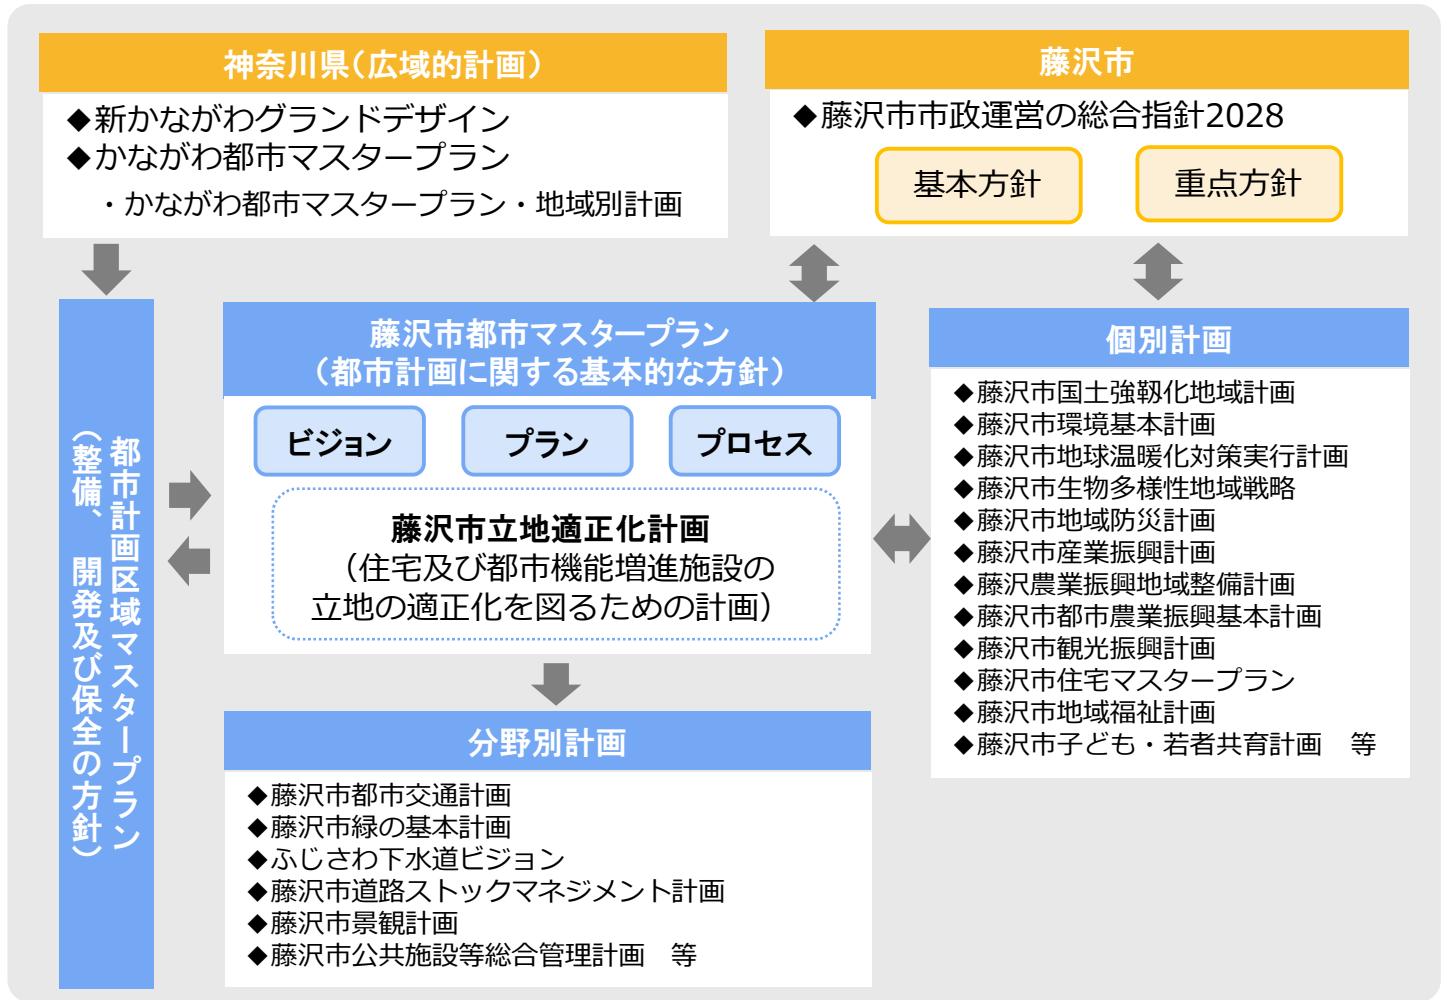 神奈川県（広域的計画）
◆新かながわグランドデザイン
◆かながわ都市マスタープラン
・かながわ都市マスタープラン・地域別計画
藤沢市
◆藤沢市市政運営の総合指針2028
基本方針
重点方針
都市計画区域マスタープラン
（整備、　開発及び保全の方針）
藤沢市都市マスタープラン
（都市計画に関する基本的な方針）
ビジョン
プラン
プロセス
藤沢市立地適正化計画
（住宅及び都市機能増進施設の
立地の適正化を図るための計画）
分野別計画
◆藤沢市都市交通計画
◆藤沢市緑の基本計画
◆ふじさわ下水道ビジョン
◆藤沢市道路ストックマネジメント計画
◆藤沢市景観計画
◆藤沢市公共施設等総合管理計画　等
個別計画
◆藤沢市国土強靱化地域計画
◆藤沢市環境基本計画
◆藤沢市地球温暖化対策実行計画
◆藤沢市生物多様性地域戦略
◆藤沢市地域防災計画
◆藤沢市産業振興計画
◆藤沢農業振興地域整備計画
◆藤沢市都市農業振興基本計画
◆藤沢市観光振興計画
◆藤沢市住宅マスタープラン
◆藤沢市地域福祉計画
◆藤沢市子ども・若者共育計画　等